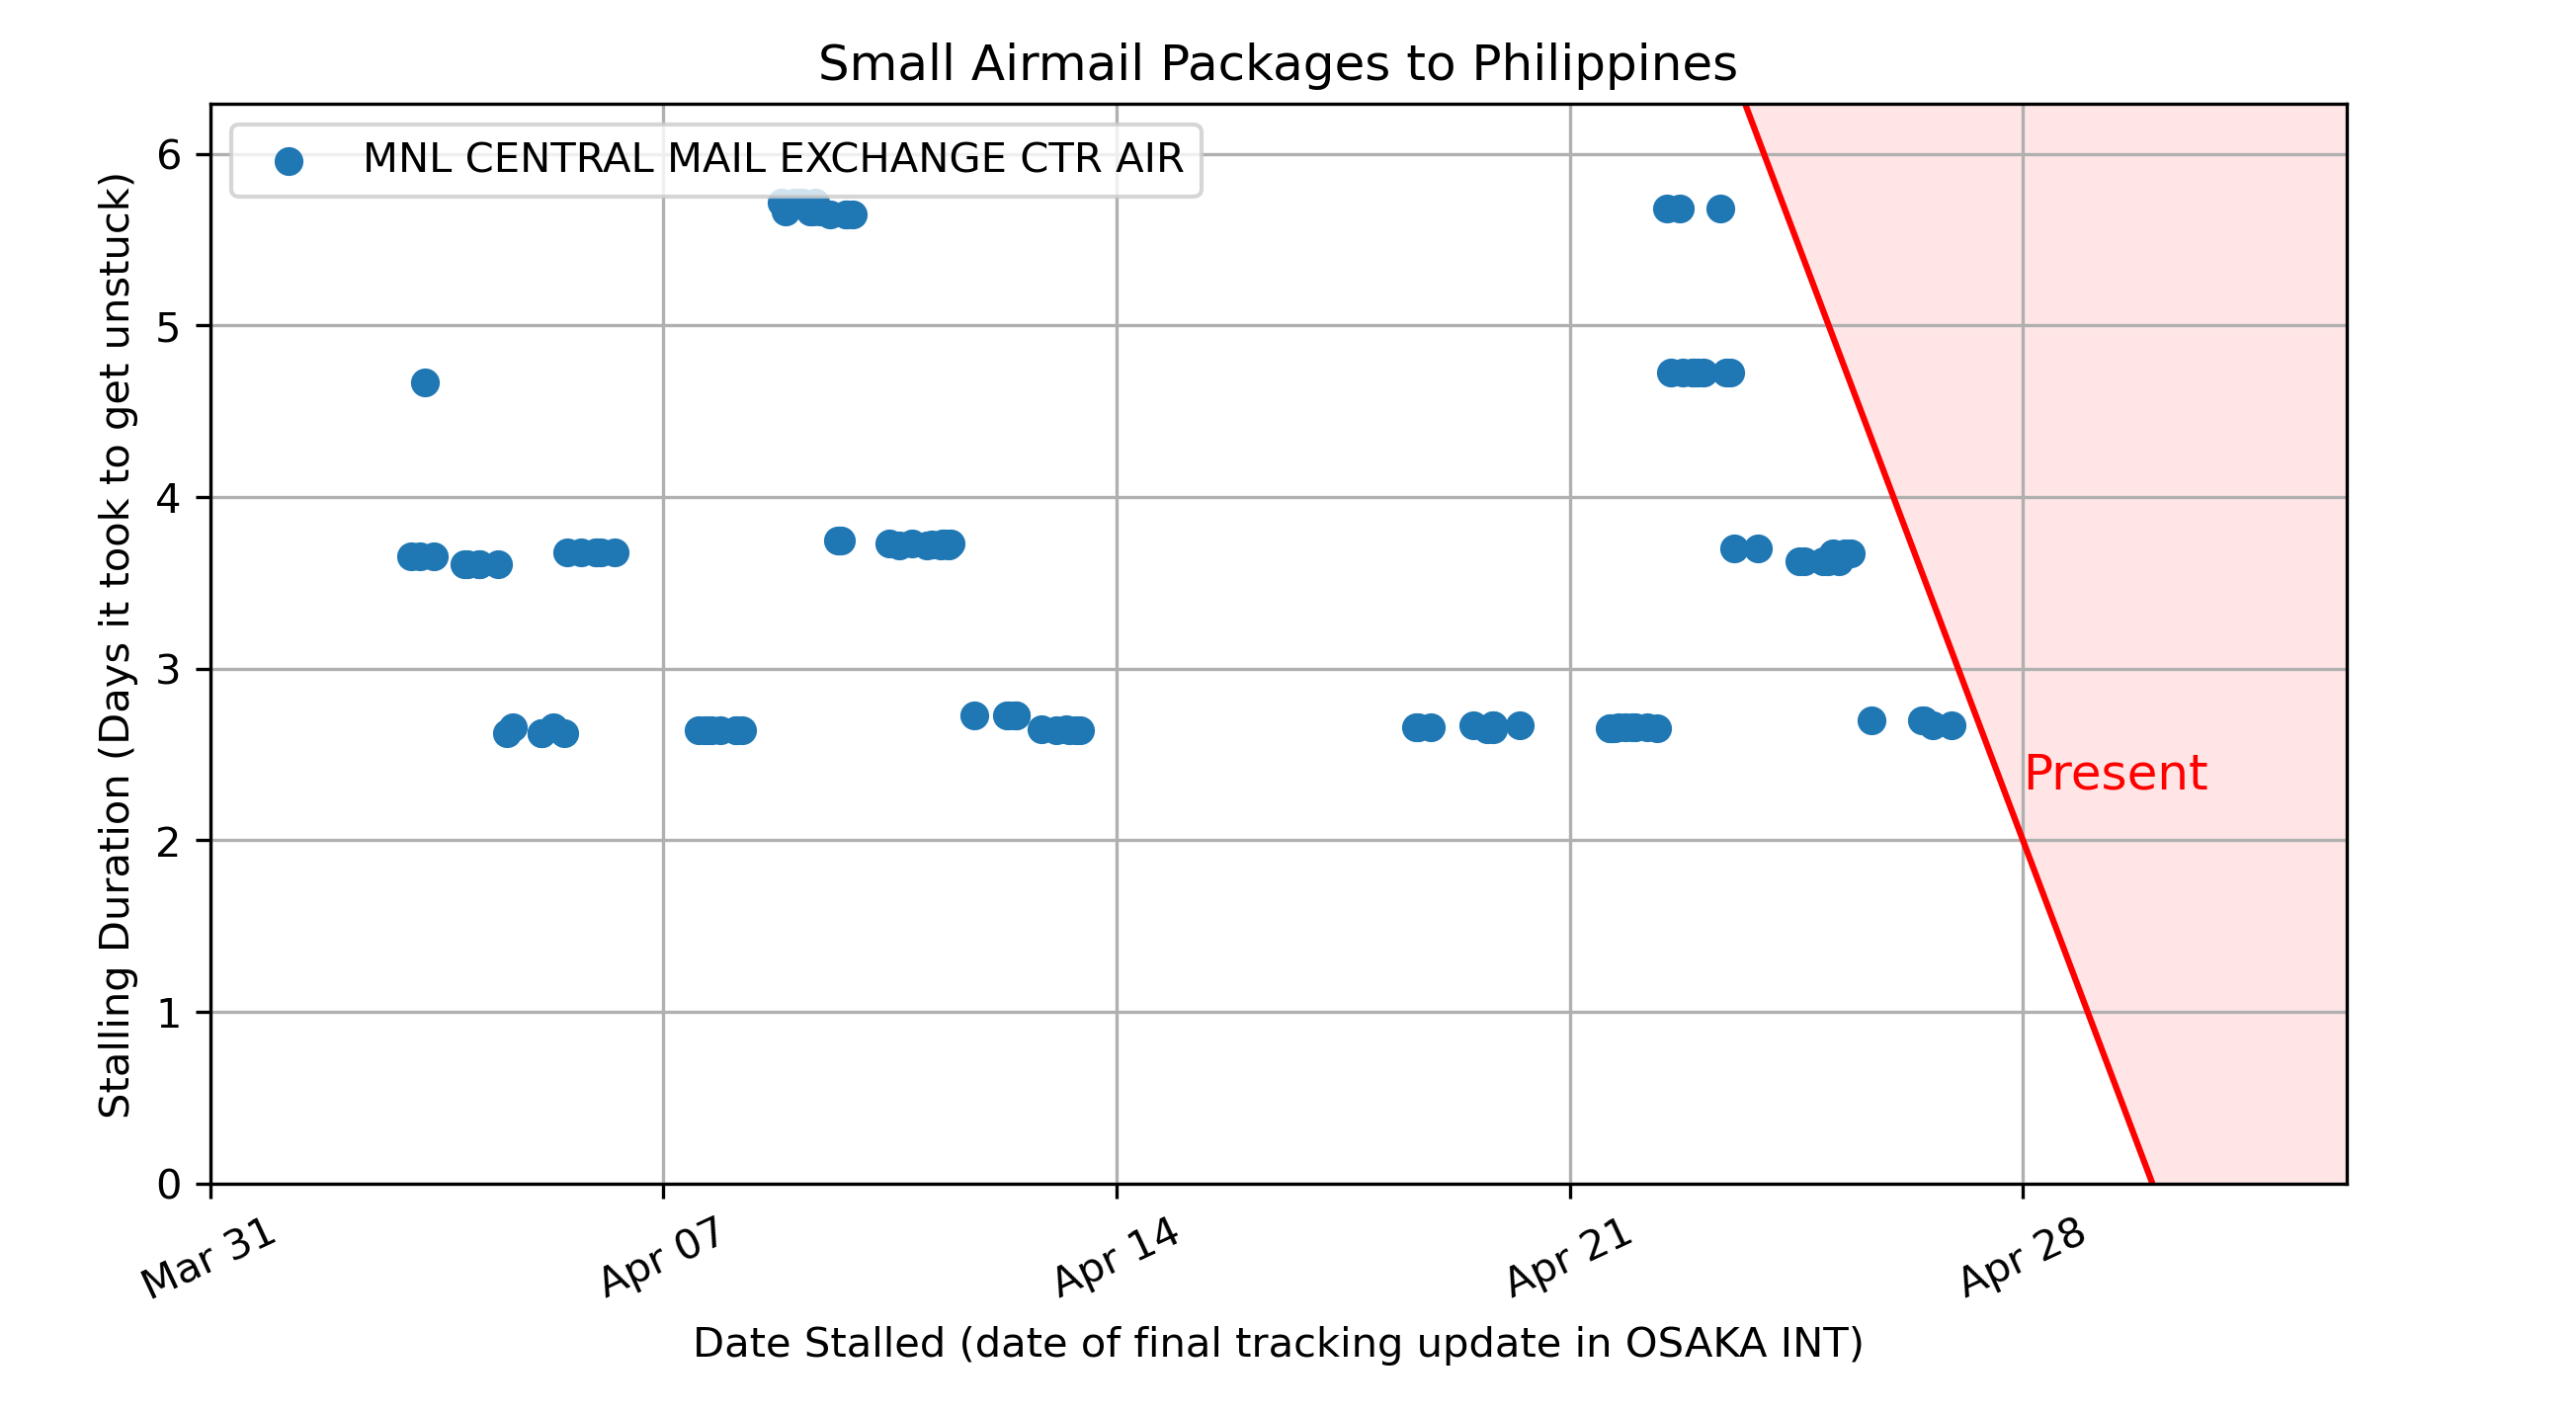 Small Airmail Packages to Philippines
MNL CENTRAL MAIL EXCHANGE CTR AIR
Stalling Duration (Days it took to get unstuck)
6
5
4
3
2
1
0
Present
Mar 31
Apr 07
Apr 14
Apr 21
Apr 28
Date Stalled (date of final tracking update in OSAKA INT)